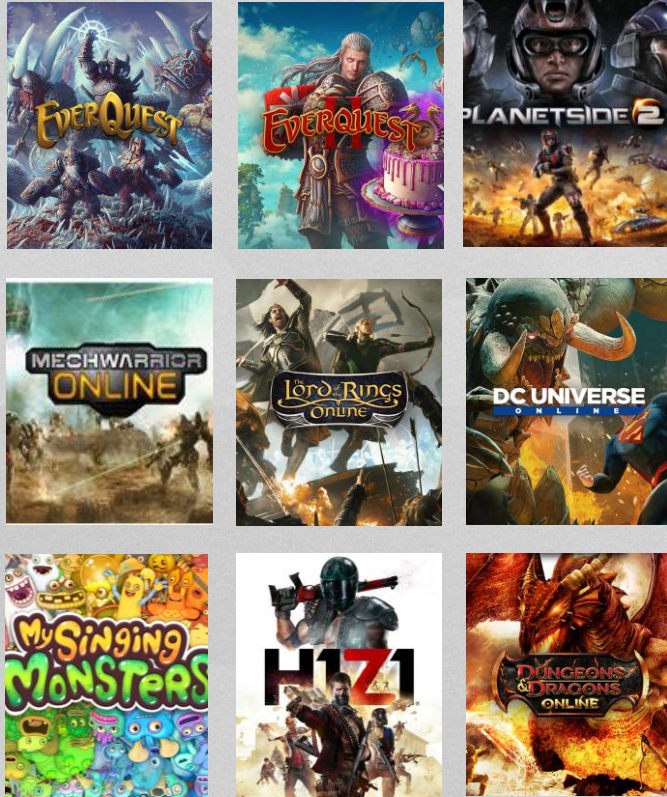 EVERQUEST
EVERQUEST
II
PLANETSIDE 2
MECHWARRIOR
ONLINE
The
Lord of the Rings
ONLINE
DC UNIVERSE
ONLINE
My Singing
MONSTERS
H1Z1
DUNGEONS
& DRAGONS
ONLINE